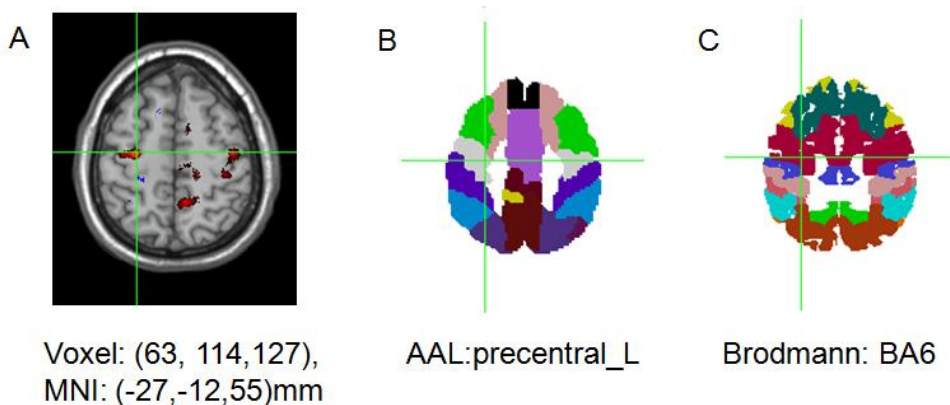 A
B
C
Voxel: (63, 114,127),
MNI: (-27,-12,55)mm
AAL:precentral_L
Brodmann: BA6